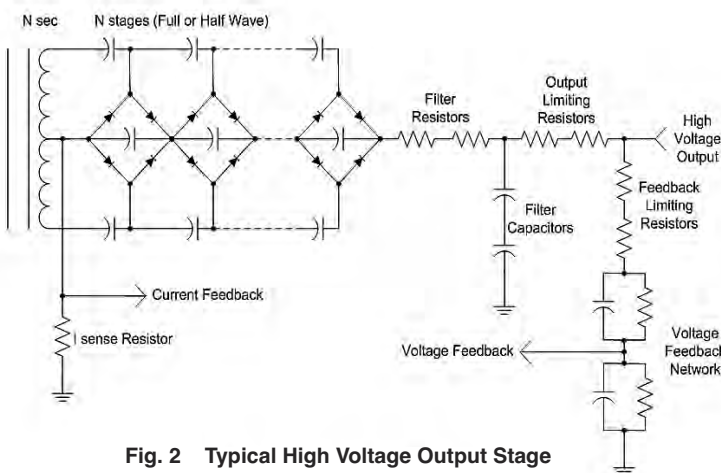 N sec
N stages (Full or Half Wave)
Filter
Resistors
Output
Limiting
Resistors
High
Voltage
Output
Feedback
Limiting
Resistors
Filter
Capacitors
Current Feedback
I sense Resistor
Voltage Feedback
Voltage
Feedback
Network
Fig. 2 Typical High Voltage Output Stage